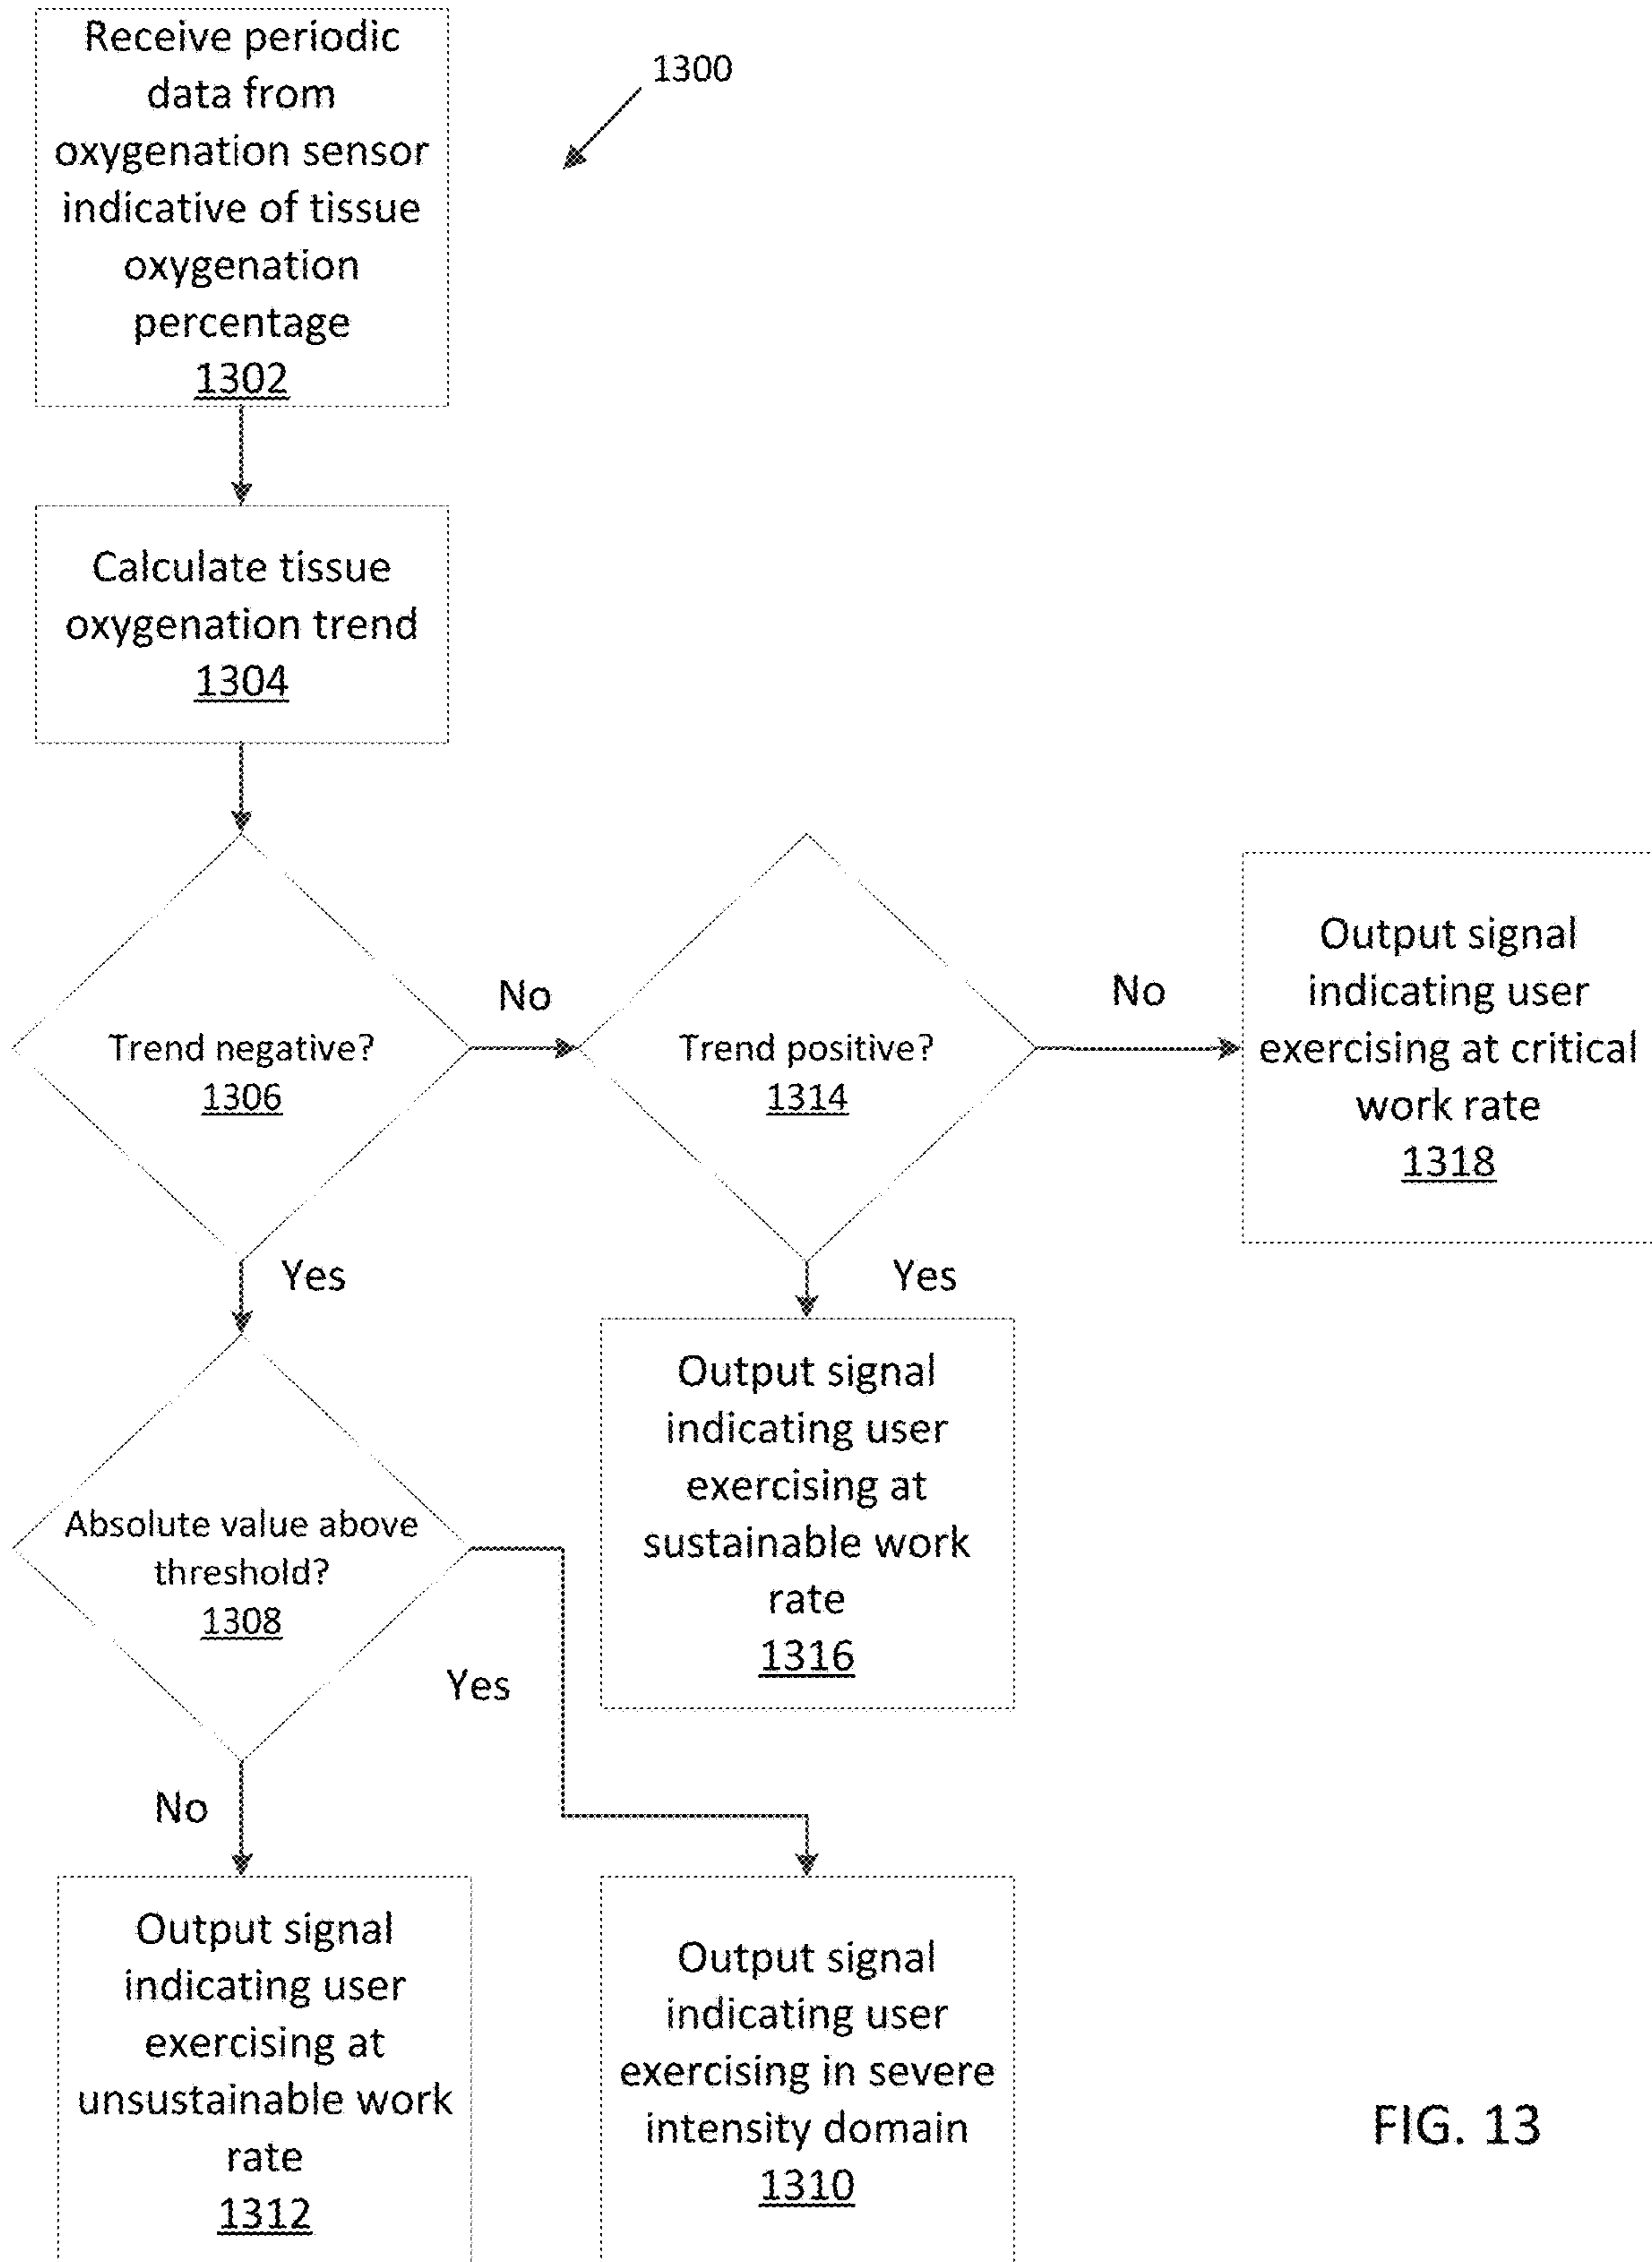 Receive periodic
data from
oxygenation sensor
indicative of tissue
oxygenation
percentage
1302
1300
Calculate tissue
oxygenation trend
1304
Trend negative?
1306
No
Trend positive?
1314
No
Output signal
indicating user
exercising at critical
work rate
1318
Yes
Yes
Absolute value above
threshold?
1308
Output signal
indicating user
exercising at
sustainable work
rate
1316
Yes
No
Output signal
indicating user
exercising at
unsustainable work
rate
1312
Output signal
indicating user
exercising in severe
intensity domain
1310
FIG. 13